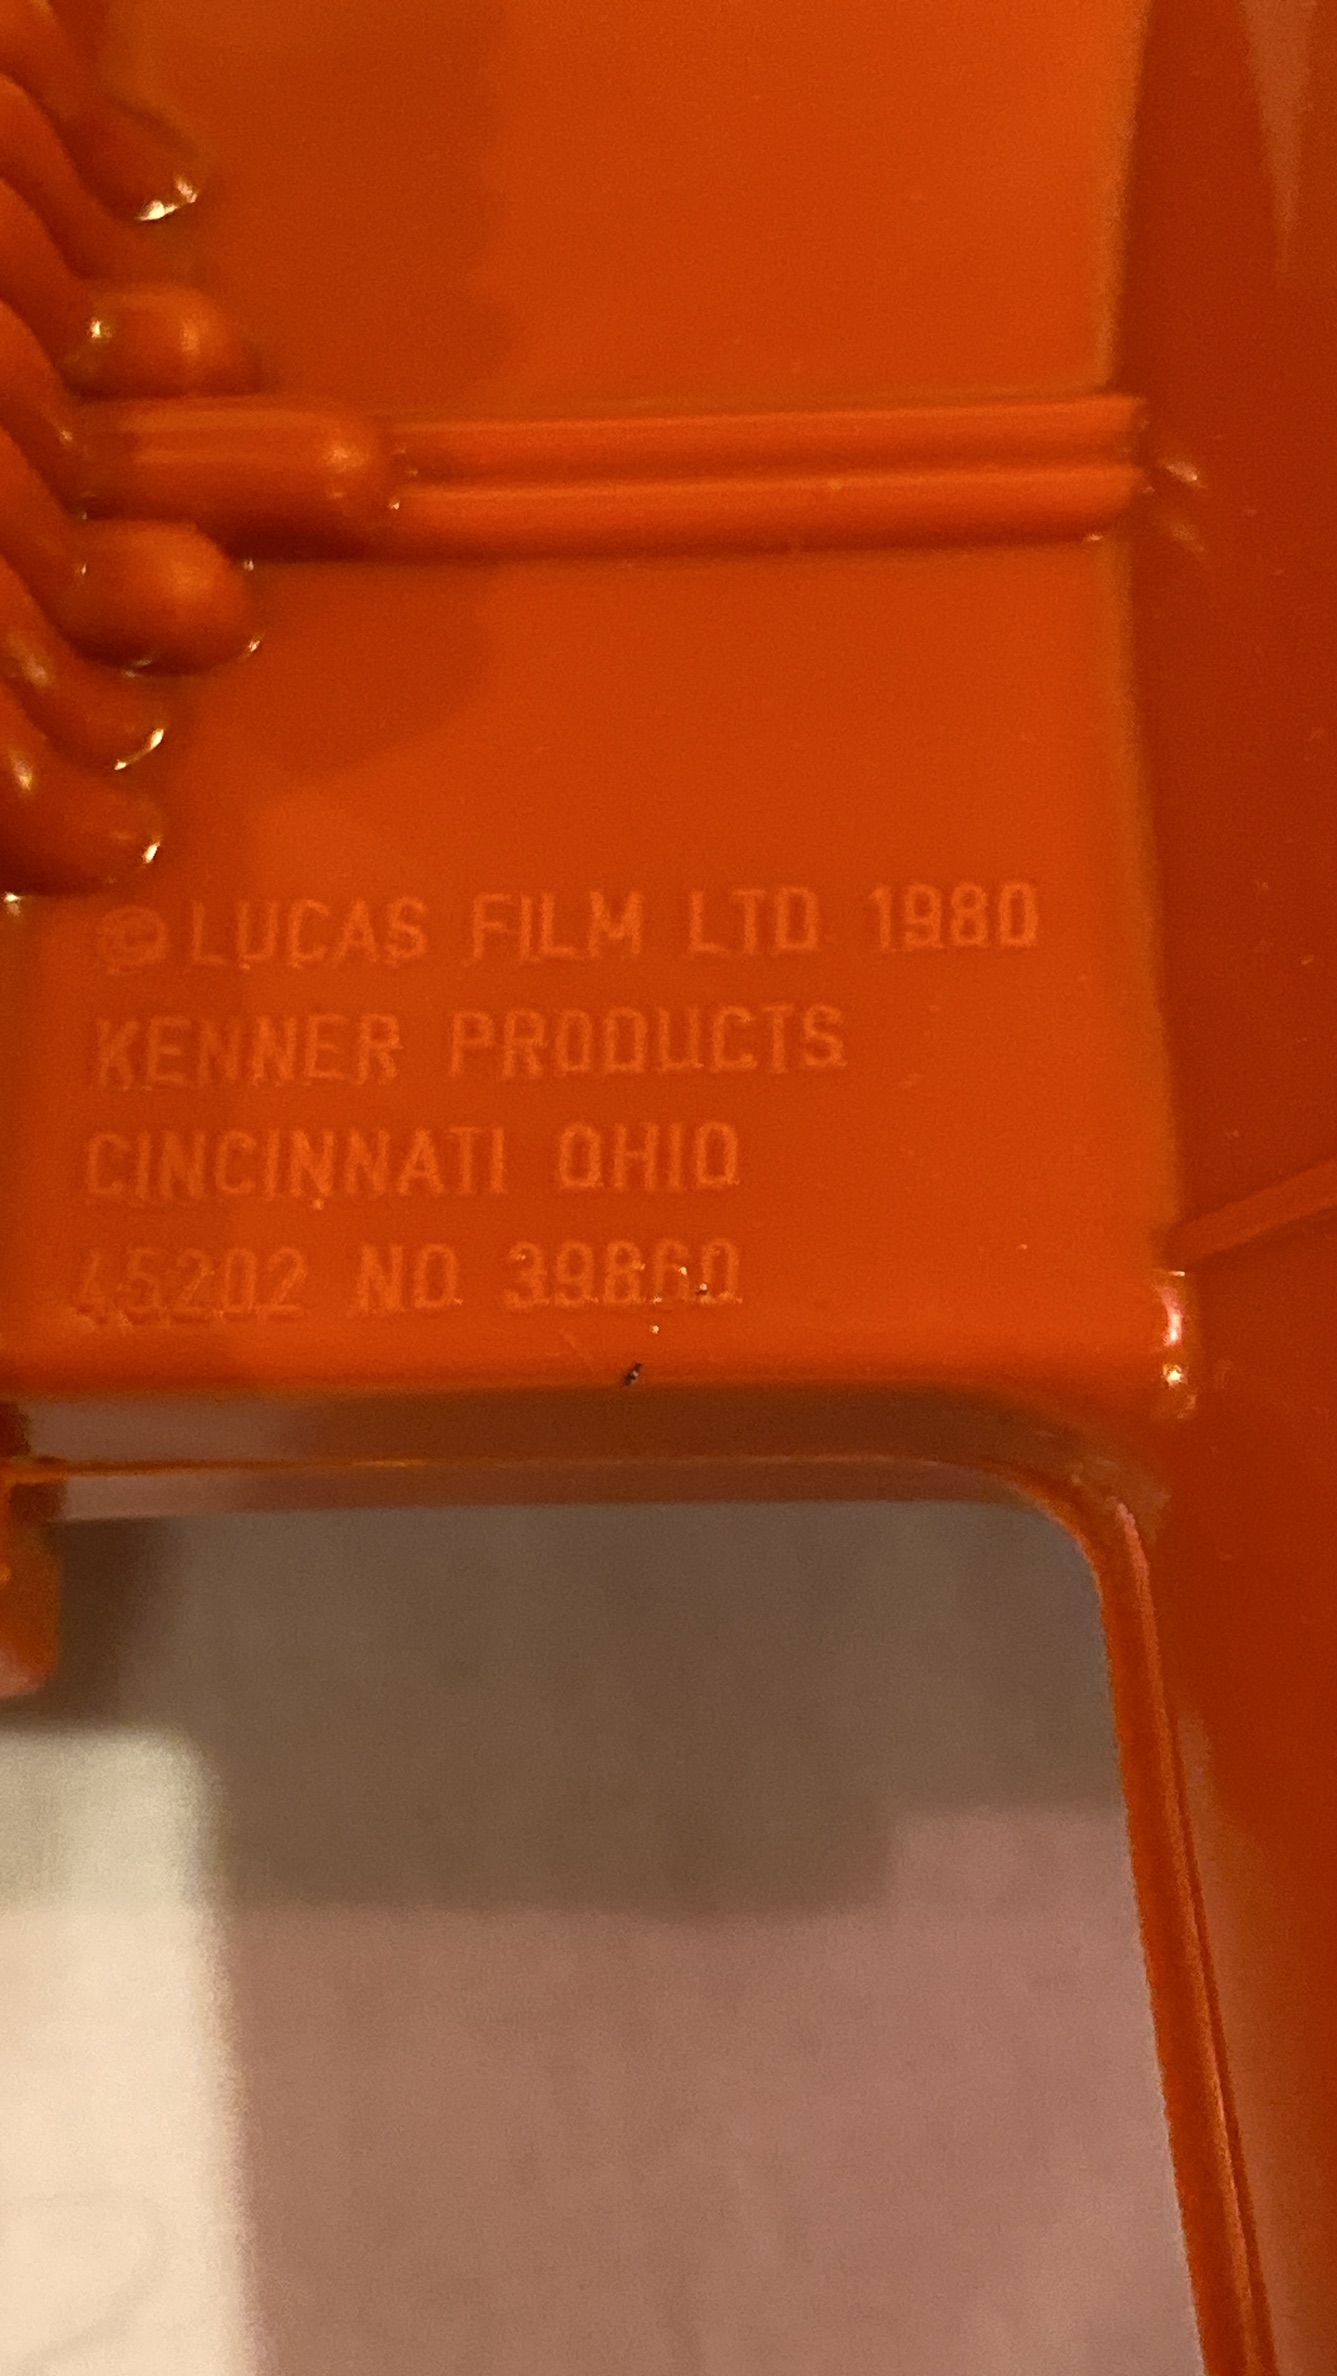 © LUCAS FILM LTD 1980
KENNER PRODUCTS
CINCINNATI OHIO
45202 NO 39860